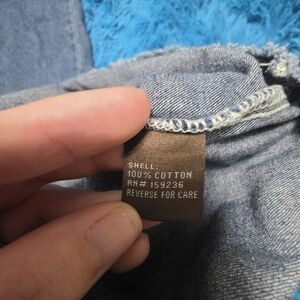 SHELL:
100% COTTON
RN# 159236
REVERSE FOR CARE